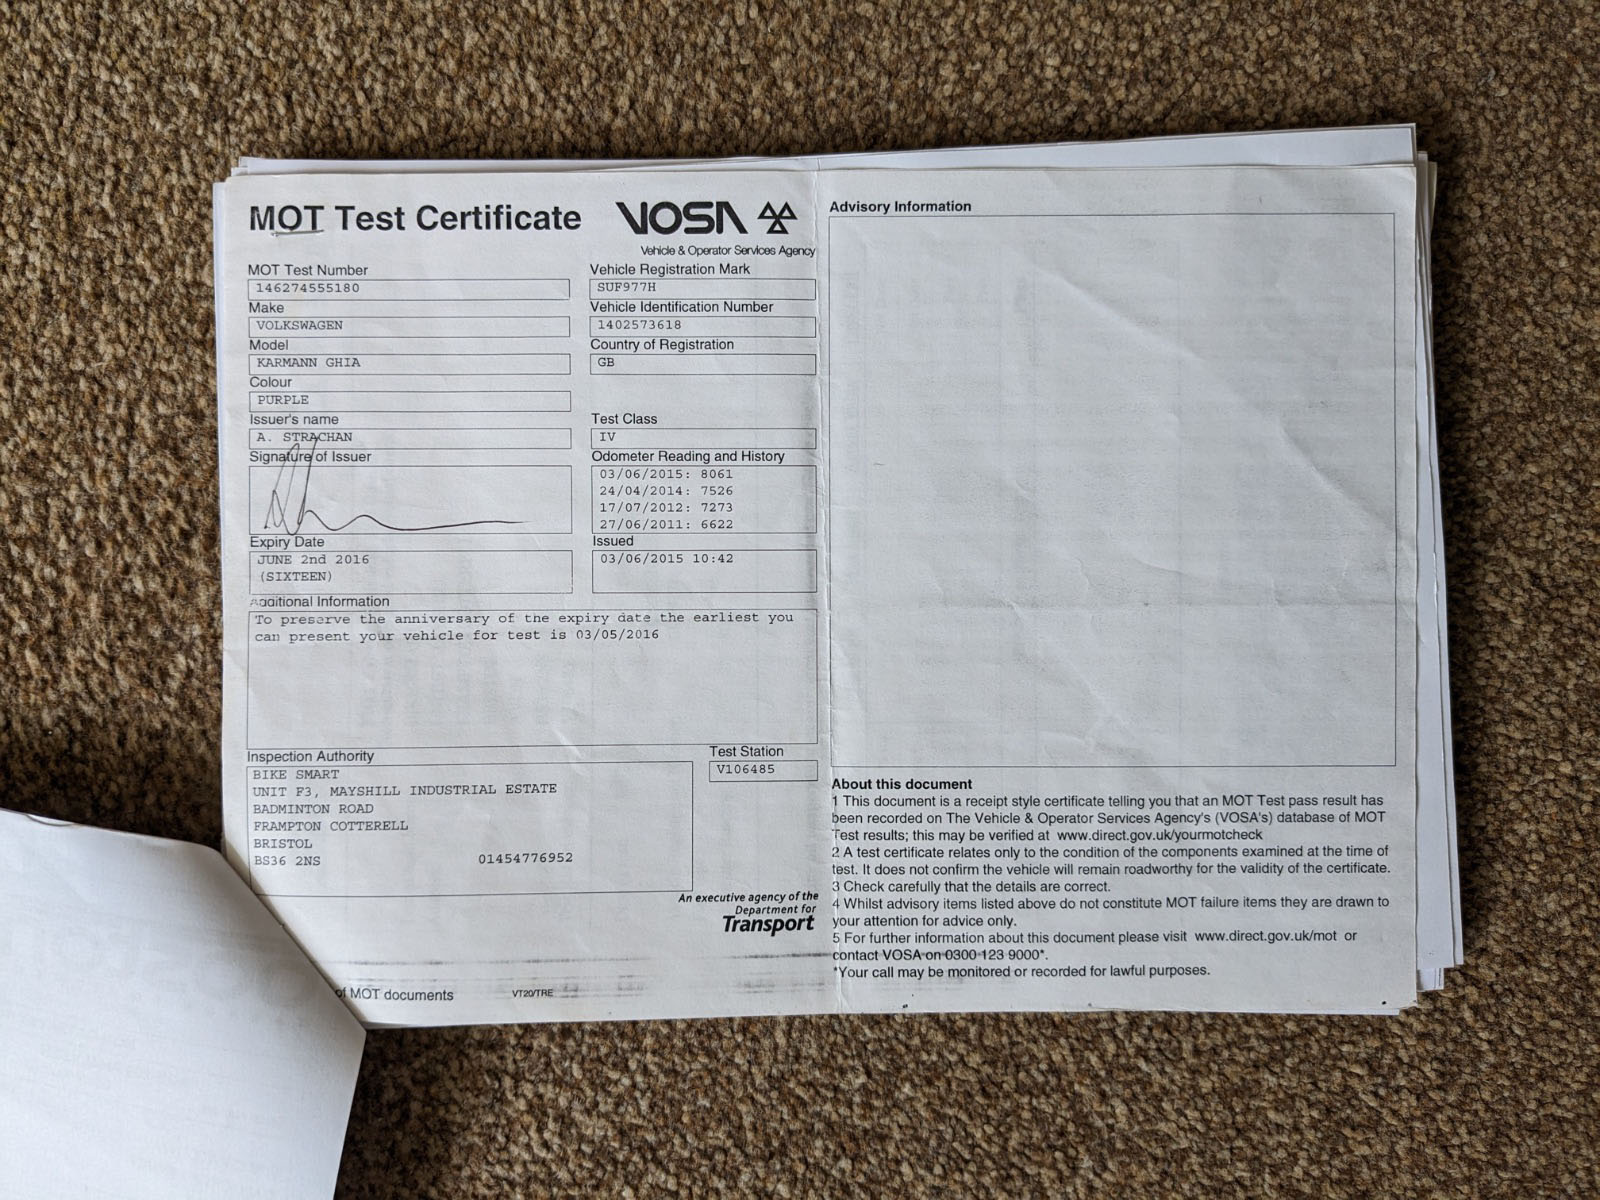 MOT Test Certificate
VOSA
Vehicle & Operator Services Agency
MOT Test Number
146274555180
Vehicle Registration Mark
SUF977H
Make
VOLKSWAGEN
Vehicle Identification Number
1402573618
Model
KARMANN GHIA
Country of Registration
GB
Colour
PURPLE
Issuer's name
A. STRACHAN
Test Class
IV
Signature of Issuer
Odometer Reading and History
03/06/2015: 8061
24/04/2014: 7526
17/07/2012: 7273
27/06/2011: 6622
Expiry Date
JUNE 2nd 2016
(SIXTEEN)
Issued
03/06/2015 10:42
Additional Information
To preserve the anniversary of the expiry date the earliest you
can present your vehicle for test is 03/05/2016
Inspection Authority
BIKE SMART
UNIT F3, MAYSHILL INDUSTRIAL ESTATE
BADMINTON ROAD
FRAMPTON COTTERELL
BRISTOL
BS36 2NS 01454776952
Test Station
V106485
An executive agency of the
Department for
Transport
of MOT documents VT20/TRE
Advisory Information
About this document
1 This document is a receipt style certificate telling you that an MOT Test pass result has
been recorded on The Vehicle & Operator Services Agency's (VOSA's) database of MOT
Test results; this may be verified at www.direct.gov.uk/yourmotcheck
2 A test certificate relates only to the condition of the components examined at the time of
test. It does not confirm the vehicle will remain roadworthy for the validity of the certificate.
3 Check carefully that the details are correct.
4 Whilst advisory items listed above do not constitute MOT failure items they are drawn to
your attention for advice only.
5 For further information about this document please visit www.direct.gov.uk/mot or
contact VOSA on 0300 123 9000*.
*Your call may be monitored or recorded for lawful purposes.